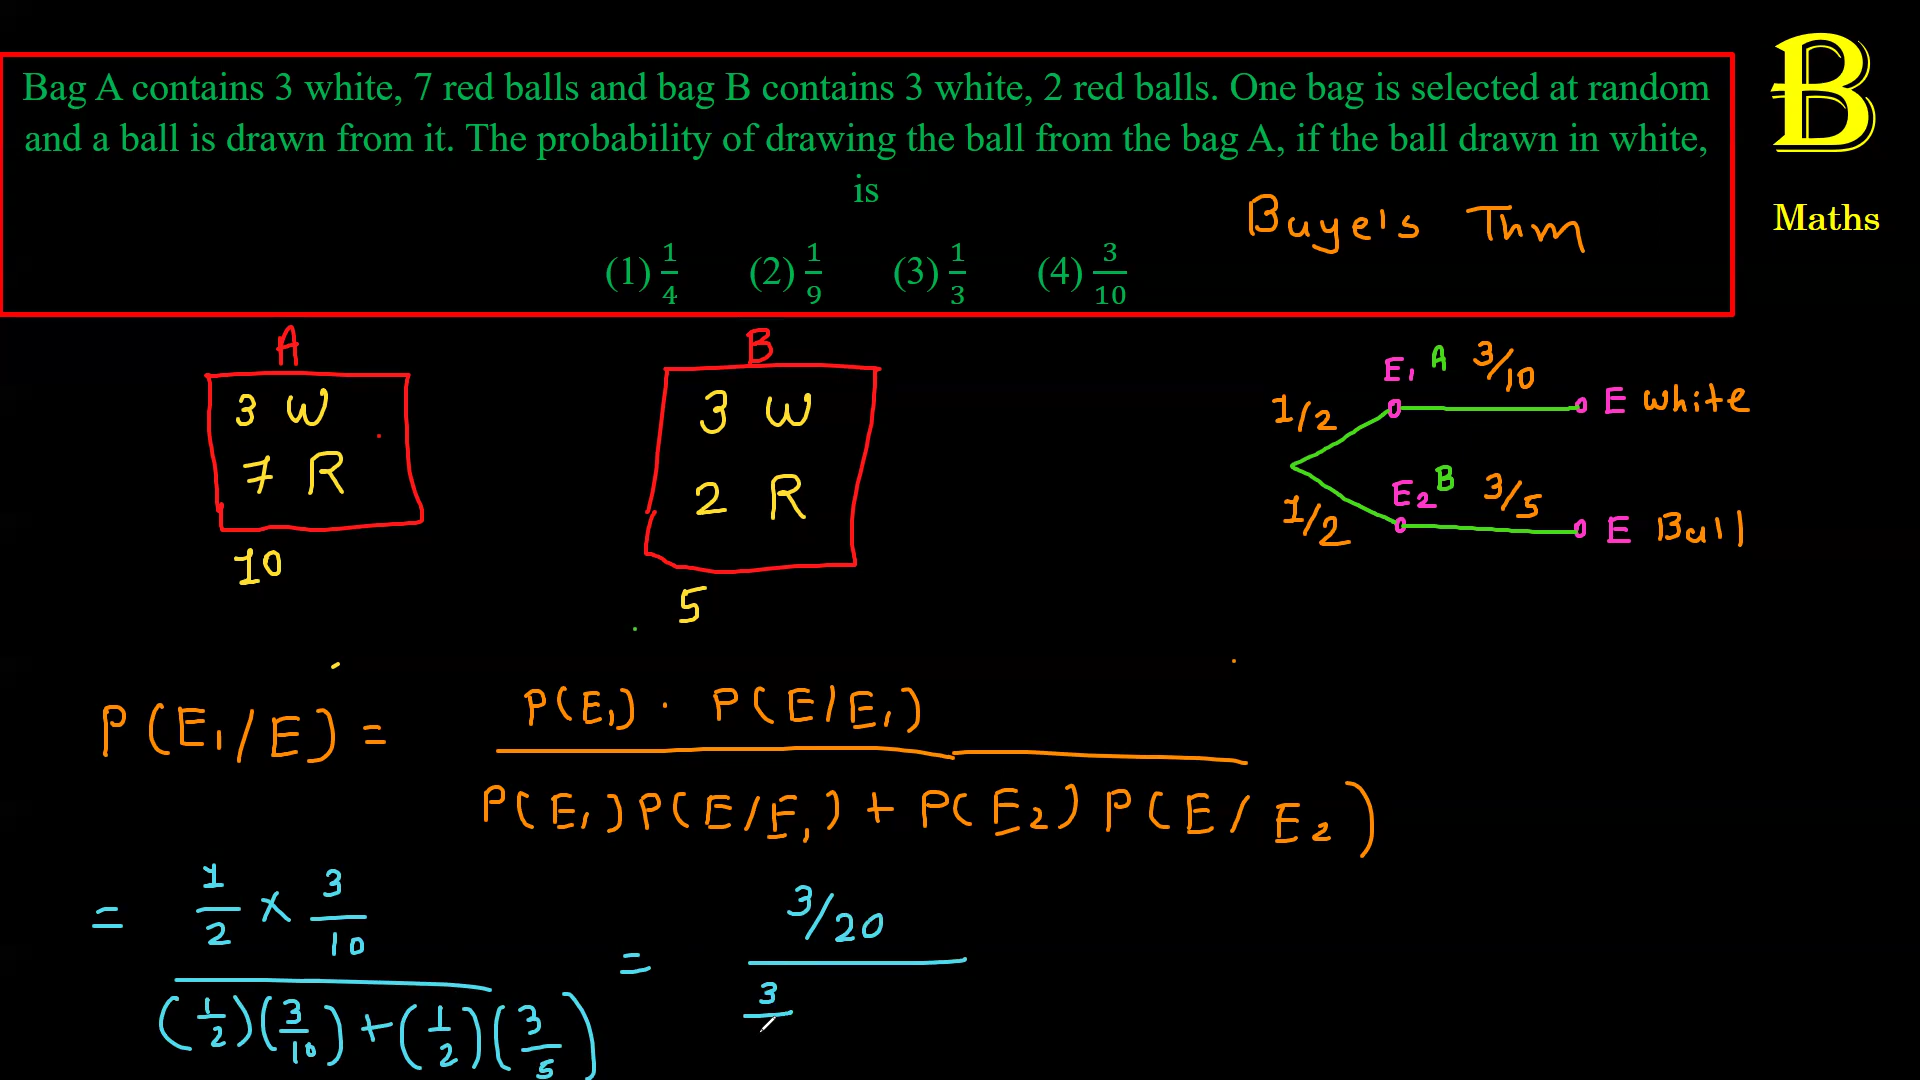 Bag A contains 3 white, 7 red balls and bag B contains 3 white, 2 red balls. One bag is selected at random
and a ball is drawn from it. The probability of drawing the ball from the bag A, if the ball drawn in white,
is
(1) 1/4 (2) 1/9 (3) 1/3 (4) 3/10
Baye's Thm
B
Maths
A
3 W
7 R
10
B
3 W
2 R
5
1/2 E1 A 3/10 E White
1/2 E2 B 3/5 E Ball
P(E1/E) = P(E1) · P(E/E1)
P(E1)P(E/E1) + P(E2) P(E/E2)
= 1/2 × 3/10 = 3/20
(1/2)(3/10) + (1/2)(3/5) 3